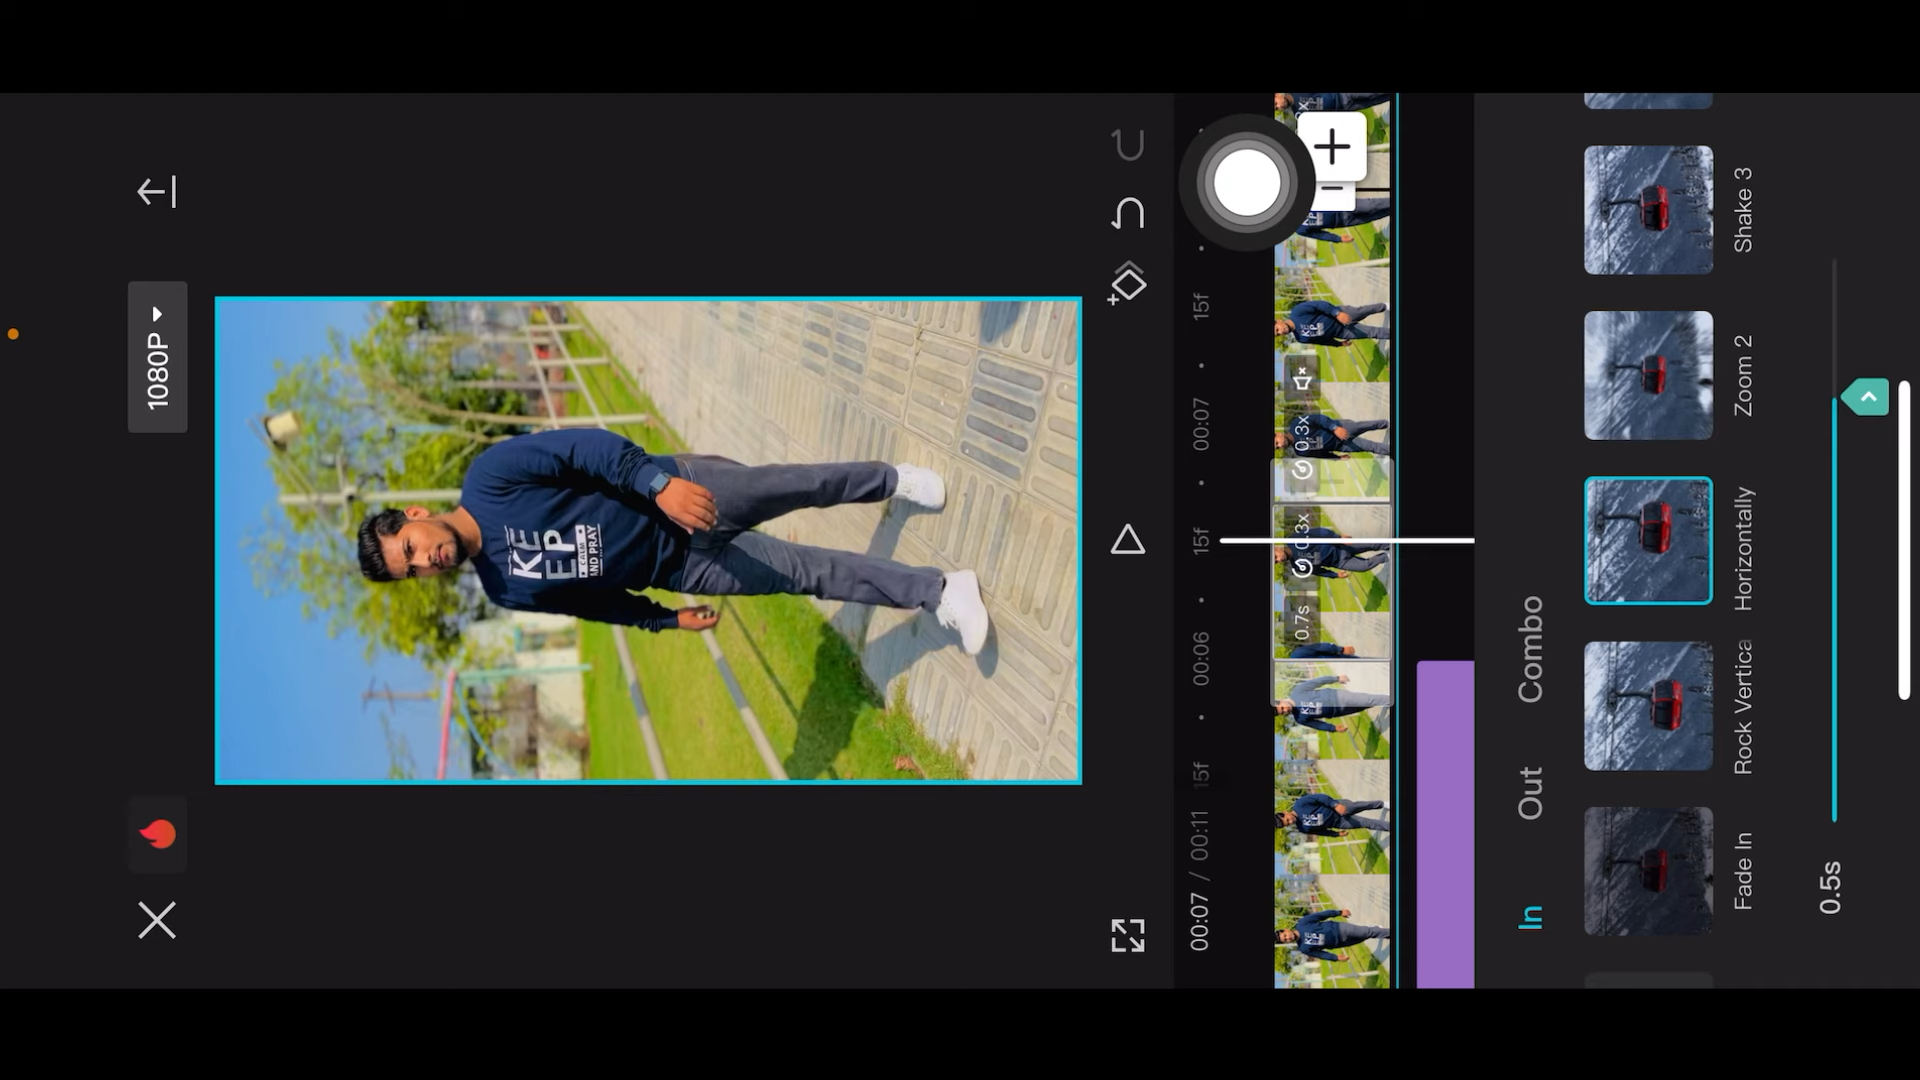 1080P
KE
EP
CALM
AND PRAY
00:07 / 00:11
15f
00:06
15f
00:07
15f
0.7s
0.3x
0.3x
In
Out
Combo
Fade In
Rock Vertica
Horizontally
Zoom 2
Shake 3
0.5s